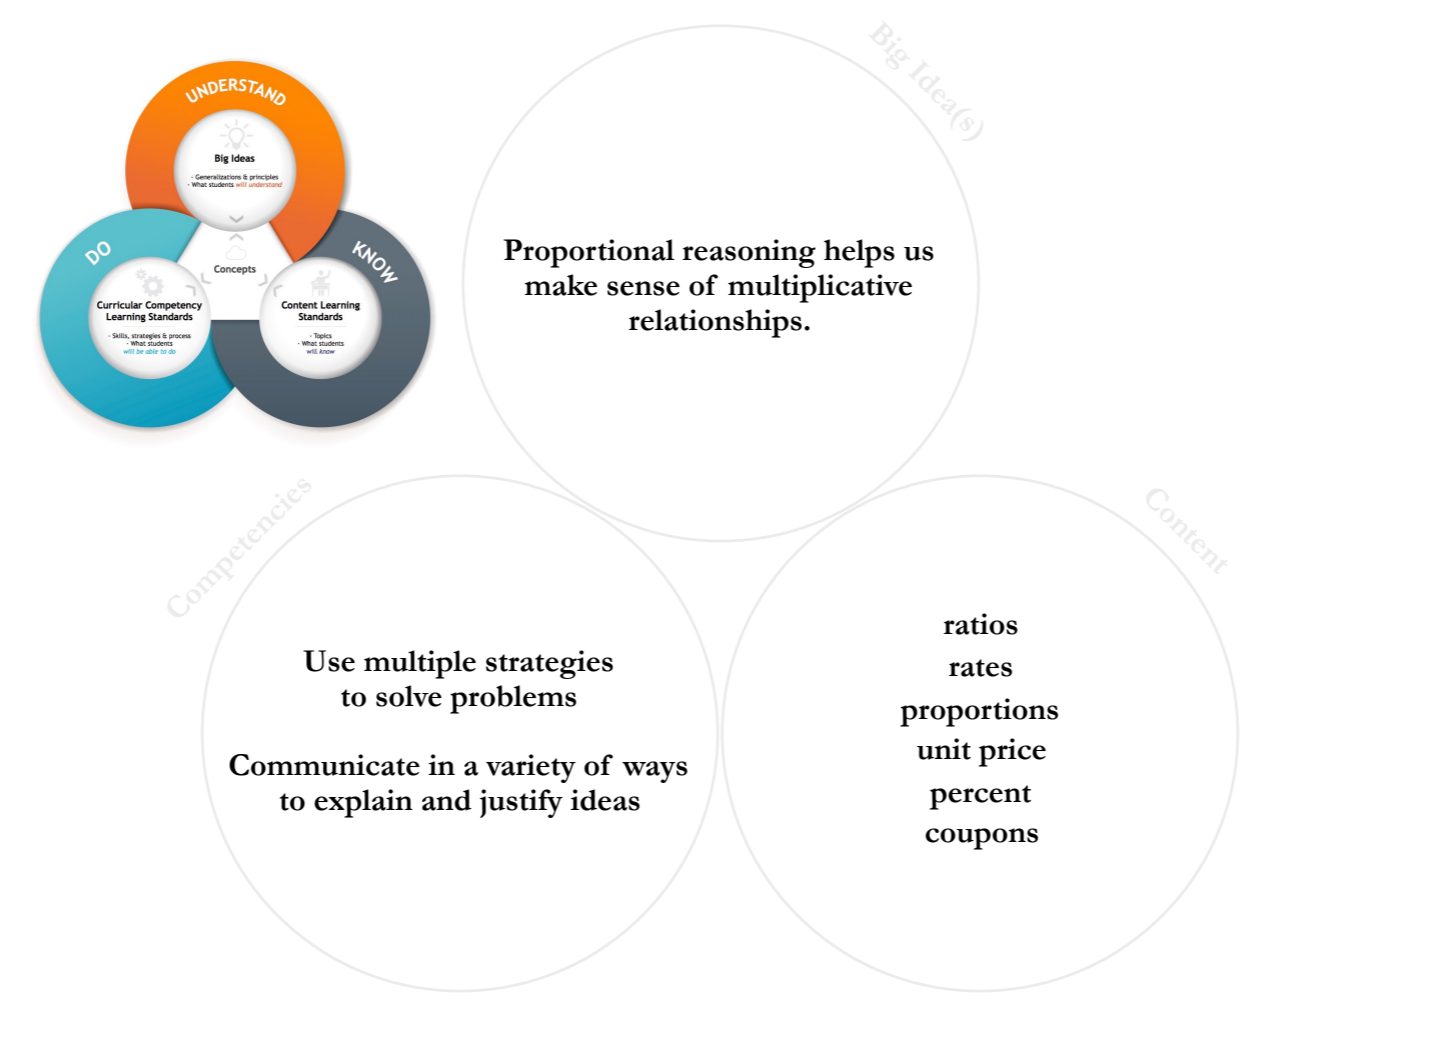 UNDERSTAND
Big Ideas
- Generalizations & principles
- What students will understand
DO
Curricular Competency
Learning Standards
- Skills, strategies & process
- What students
will be able to do
Concepts
KNOW
Content Learning
Standards
- Topics
- What students
will know
Big Idea(s)
Proportional reasoning helps us
make sense of multiplicative
relationships.
Competencies
Use multiple strategies
to solve problems
Communicate in a variety of ways
to explain and justify ideas
Content
ratios
rates
proportions
unit price
percent
coupons